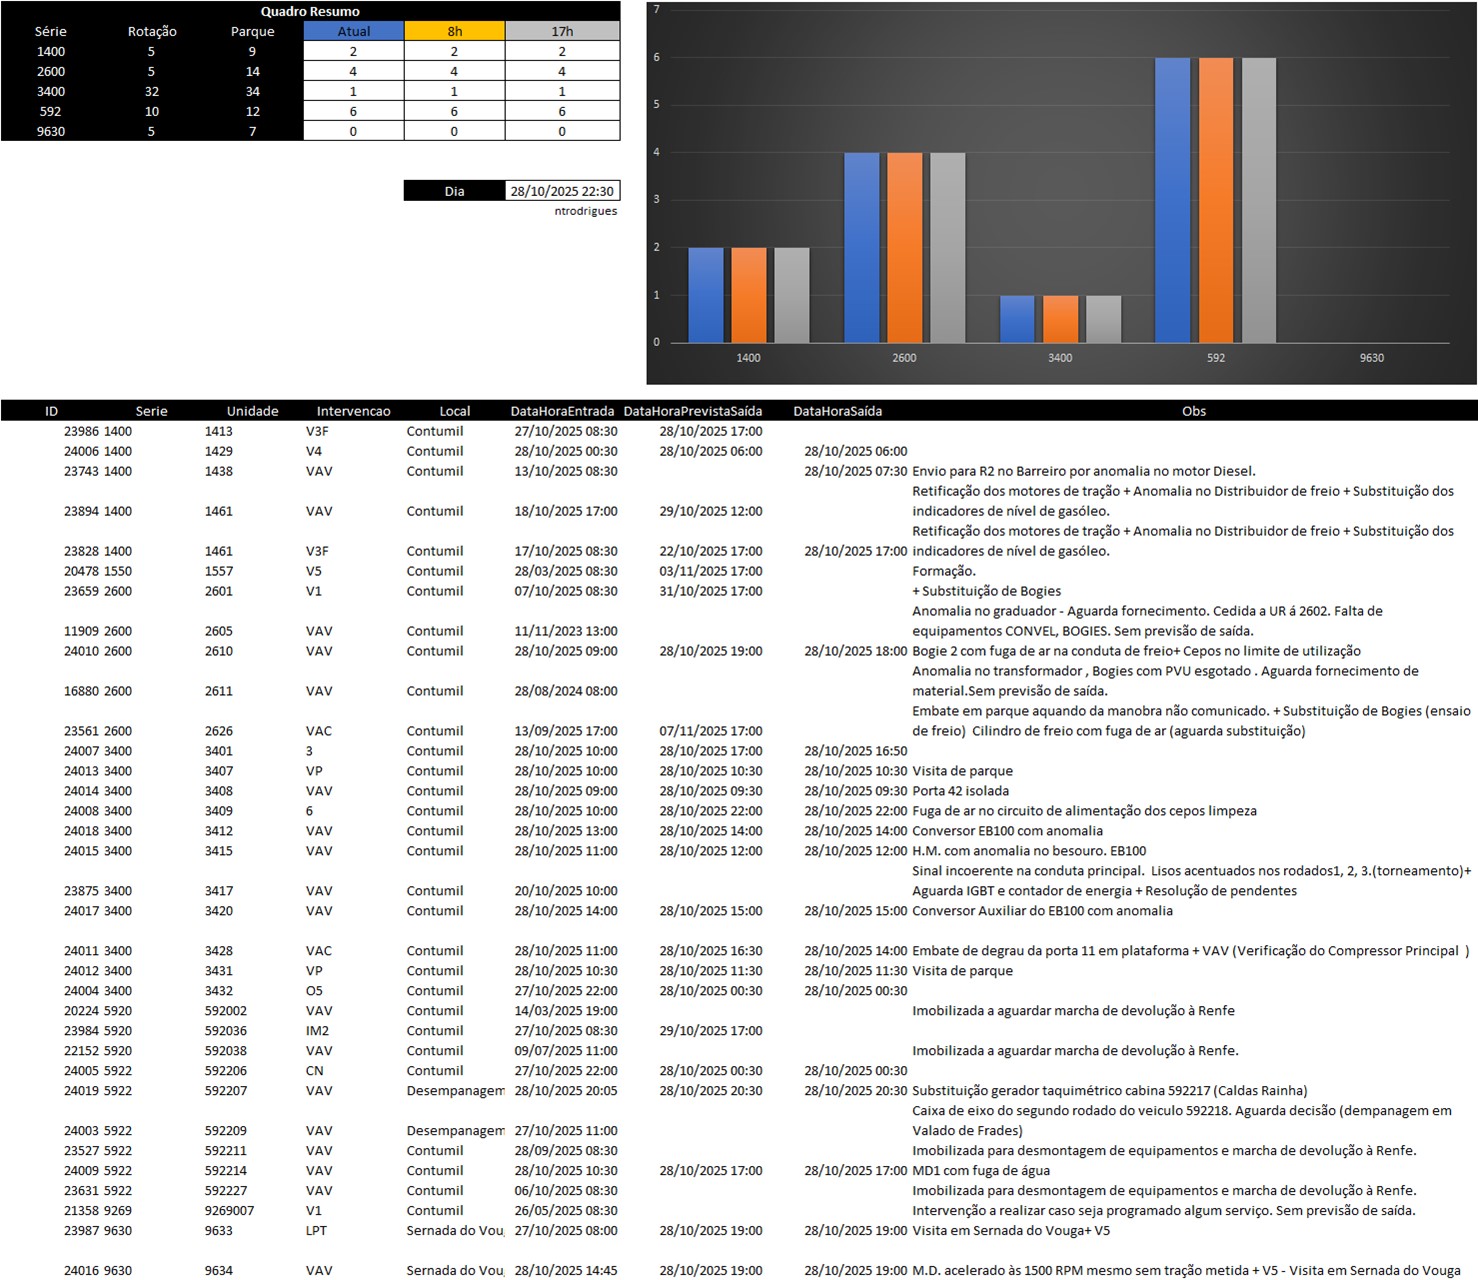 Quadro Resumo
Série Rotação Parque Atual 8h 17h
1400 5 9 2 2 2
2600 5 14 4 4 4
3400 32 34 1 1 1
592 10 12 6 6 6
9630 5 7 0 0 0
Dia 28/10/2025 22:30
ntrodrigues
7
6
5
4
3
2
1
0
1400 2600 3400 592 9630
ID Serie Unidade Intervencao Local DataHoraEntrada DataHoraPrevistaSaída DataHoraSaída Obs
23986 1400 1413 V3F Contumil 27/10/2025 08:30 28/10/2025 17:00
24006 1400 1429 V4 Contumil 28/10/2025 00:30 28/10/2025 06:00 28/10/2025 06:00
23743 1400 1438 VAV Contumil 13/10/2025 08:30 28/10/2025 07:30 Envio para R2 no Barreiro por anomalia no motor Diesel.
Retificação dos motores de tração + Anomalia no Distribuidor de freio + Substituição dos
23894 1400 1461 VAV Contumil 18/10/2025 17:00 29/10/2025 12:00 indicadores de nível de gasóleo.
Retificação dos motores de tração + Anomalia no Distribuidor de freio + Substituição dos
23828 1400 1461 V3F Contumil 17/10/2025 08:30 22/10/2025 17:00 28/10/2025 17:00 indicadores de nível de gasóleo.
20478 1550 1557 V5 Contumil 28/03/2025 08:30 03/11/2025 17:00 Formação.
23659 2600 2601 V1 Contumil 07/10/2025 08:30 31/10/2025 17:00 + Substituição de Bogies
Anomalia no graduador - Aguarda fornecimento. Cedida a UR á 2602. Falta de
11909 2600 2605 VAV Contumil 11/11/2023 13:00 equipamentos CONVEL, BOGIES. Sem previsão de saída.
24010 2600 2610 VAV Contumil 28/10/2025 09:00 28/10/2025 19:00 28/10/2025 18:00 Bogie 2 com fuga de ar na conduta de freio+ Cepos no limite de utilização
Anomalia no transformador , Bogies com PVU esgotado . Aguarda fornecimento de
16880 2600 2611 VAV Contumil 28/08/2024 08:00 material.Sem previsão de saída.
Embate em parque aquando da manobra não comunicado. + Substituição de Bogies (ensaio
23561 2600 2626 VAC Contumil 13/09/2025 17:00 07/11/2025 17:00 de freio) Cilindro de freio com fuga de ar (aguarda substituição)
24007 3400 3401 3 Contumil 28/10/2025 10:00 28/10/2025 17:00 28/10/2025 16:50
24013 3400 3407 VP Contumil 28/10/2025 10:00 28/10/2025 10:30 28/10/2025 10:30 Visita de parque
24014 3400 3408 VAV Contumil 28/10/2025 09:00 28/10/2025 09:30 28/10/2025 09:30 Porta 42 isolada
24008 3400 3409 6 Contumil 28/10/2025 10:00 28/10/2025 22:00 28/10/2025 22:00 Fuga de ar no circuito de alimentação dos cepos limpeza
24018 3400 3412 VAV Contumil 28/10/2025 13:00 28/10/2025 14:00 28/10/2025 14:00 Conversor EB100 com anomalia
24015 3400 3415 VAV Contumil 28/10/2025 11:00 28/10/2025 12:00 28/10/2025 12:00 H.M. com anomalia no besouro. EB100
Sinal incoerente na conduta principal. Lisos acentuados nos rodados1, 2, 3.(torneamento)+
23875 3400 3417 VAV Contumil 20/10/2025 10:00 Aguarda IGBT e contador de energia + Resolução de pendentes
24017 3400 3420 VAV Contumil 28/10/2025 14:00 28/10/2025 15:00 28/10/2025 15:00 Conversor Auxiliar do EB100 com anomalia
24011 3400 3428 VAC Contumil 28/10/2025 11:00 28/10/2025 16:30 28/10/2025 14:00 Embate de degrau da porta 11 em plataforma + VAV (Verificação do Compressor Principal )
24012 3400 3431 VP Contumil 28/10/2025 10:30 28/10/2025 11:30 28/10/2025 11:30 Visita de parque
24004 3400 3432 O5 Contumil 27/10/2025 22:00 28/10/2025 00:30 28/10/2025 00:30
20224 5920 592002 VAV Contumil 14/03/2025 19:00 Imobilizada a aguardar marcha de devolução à Renfe
23984 5920 592036 IM2 Contumil 27/10/2025 08:30 29/10/2025 17:00
22152 5920 592038 VAV Contumil 09/07/2025 11:00 Imobilizada a aguardar marcha de devolução à Renfe.
24005 5922 592206 CN Contumil 27/10/2025 22:00 28/10/2025 00:30 28/10/2025 00:30
24019 5922 592207 VAV Desempanagem 28/10/2025 20:05 28/10/2025 20:30 28/10/2025 20:30 Substituição gerador taquimétrico cabina 592217 (Caldas Rainha)
Caixa de eixo do segundo rodado do veiculo 592218. Aguarda decisão (dempanagem em
24003 5922 592209 VAV Desempanagem 27/10/2025 11:00 Valado de Frades)
23527 5922 592211 VAV Contumil 28/09/2025 08:30 Imobilizada para desmontagem de equipamentos e marcha de devolução à Renfe.
24009 5922 592214 VAV Contumil 28/10/2025 10:30 28/10/2025 17:00 28/10/2025 17:00 MD1 com fuga de água
23631 5922 592227 VAV Contumil 06/10/2025 08:30 Imobilizada para desmontagem de equipamentos e marcha de devolução à Renfe.
21358 9269 9269007 V1 Contumil 26/05/2025 08:30 Intervenção a realizar caso seja programado algum serviço. Sem previsão de saída.
23987 9630 9633 LPT Sernada do Vou 27/10/2025 08:00 28/10/2025 19:00 28/10/2025 19:00 Visita em Sernada do Vouga+ V5
24016 9630 9634 VAV Sernada do Vou 28/10/2025 14:45 28/10/2025 19:00 28/10/2025 19:00 M.D. acelerado às 1500 RPM mesmo sem tração metida + V5 - Visita em Sernada do Vouga